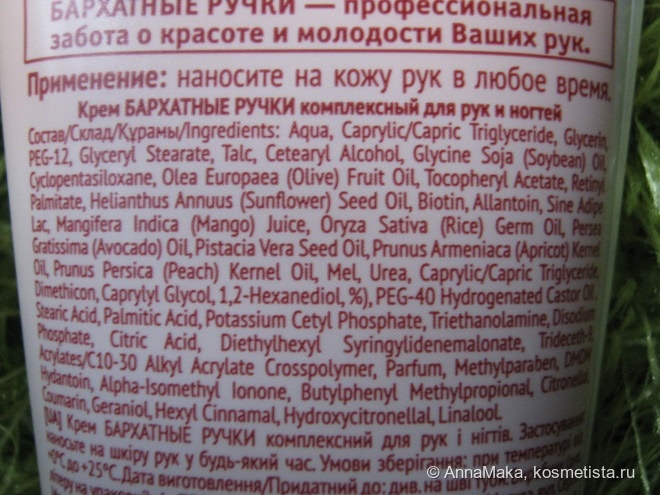 БАРХАТНЫЕ РУЧКИ — профессиональная
забота о красоте и молодости Ваших рук.
Применение: наносите на кожу рук в любое время.
Крем БАРХАТНЫЕ РУЧКИ комплексный для рук и ногтей
Состав/Склад/Құрамы/Ingredients: Aqua, Caprylic/Capric Triglyceride, Glycerin,
PEG-12, Glyceryl Stearate, Talc, Cetearyl Alcohol, Glycine Soja (Soybean) Oil,
Cyclopentasiloxane, Olea Europaea (Olive) Fruit Oil, Tocopheryl Acetate, Retinyl
Palmitate, Helianthus Annuus (Sunflower) Seed Oil, Biotin, Allantoin, Sine Adipe
Lac, Mangifera Indica (Mango) Juice, Oryza Sativa (Rice) Germ Oil, Persea
Gratissima (Avocado) Oil, Pistacia Vera Seed Oil, Prunus Armeniaca (Apricot) Kernel
Oil, Prunus Persica (Peach) Kernel Oil, Mel, Urea, Caprylic/Capric Triglyceride,
Dimethicon, Caprylyl Glycol, 1,2-Hexanediol, %), PEG-40 Hydrogenated Castor Oil,
Stearic Acid, Palmitic Acid, Potassium Cetyl Phosphate, Triethanolamine, Disodium
Phosphate, Citric Acid, Diethylhexyl Syringylidenemalonate, Trideceth-9,
Acrylates/C10-30 Alkyl Acrylate Crosspolymer, Parfum, Methylparaben, DMDM
Hydantoin, Alpha-Isomethyl Ionone, Butylphenyl Methylpropional, Citronellol,
Coumarin, Geraniol, Hexyl Cinnamal, Hydroxycitronellal, Linalool.
[UA] Крем БАРХАТНЫЕ РУЧКИ комплексний для рук і нігтів. Застосування:
наносьте на шкіру рук у будь-який час. Умови зберігання: при температурі від
+5°C до +25°C. Дата виготовлення/Придатний до: див. на шві
© AnnaMaka, kosmetista.ru